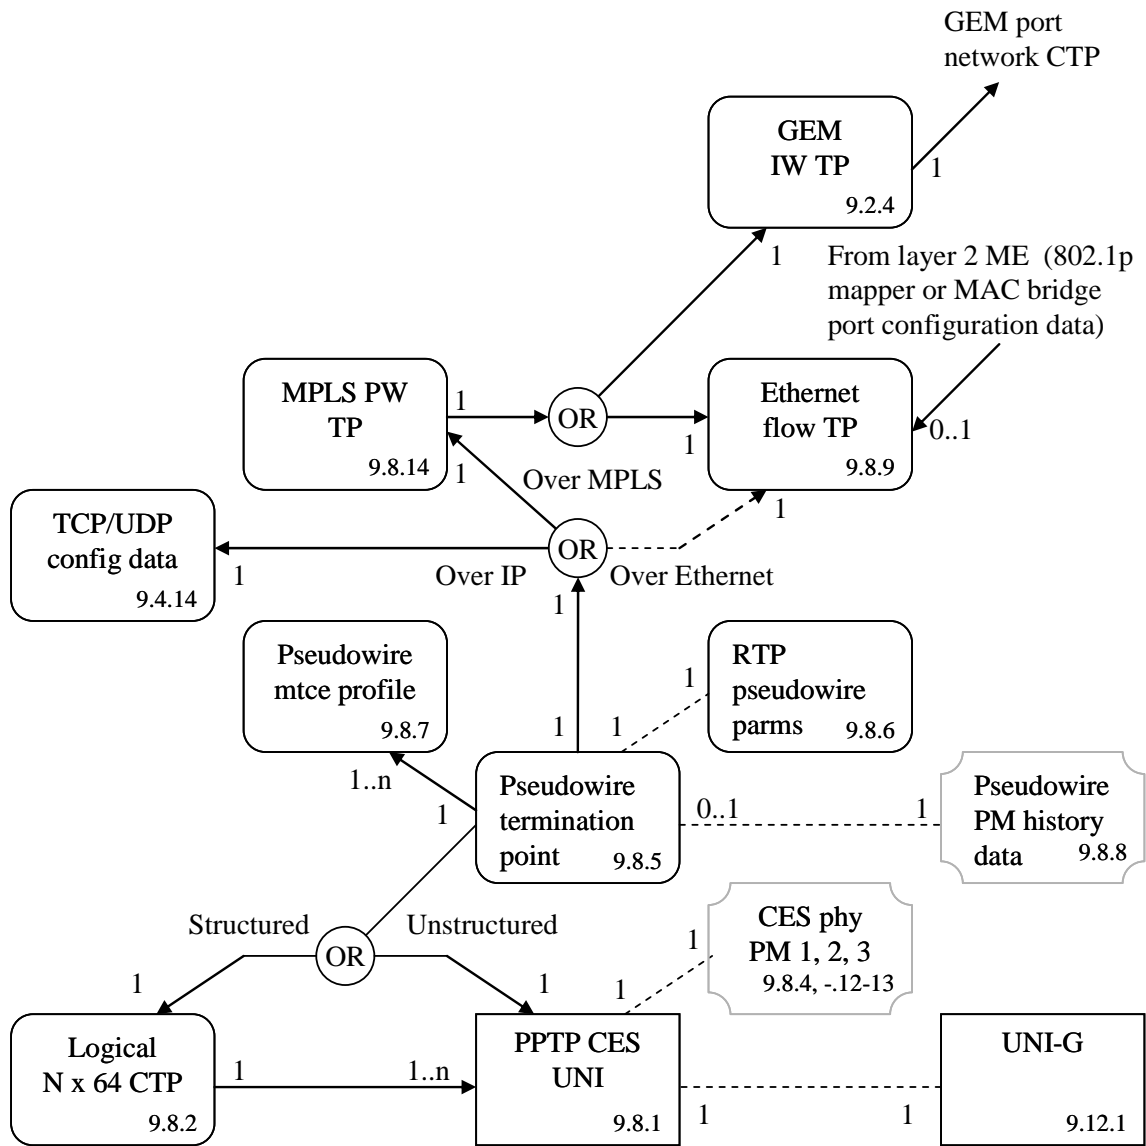 GEM port
network CTP
GEM
IW TP
9.2.4
1
1
From layer 2 ME (802.1p
mapper or MAC bridge
port configuration data)
MPLS PW
TP
9.8.14
1
OR
Ethernet
flow TP
9.8.9
1
0..1
1
Over MPLS
1
TCP/UDP
config data
9.4.14
1
Over IP
OR
Over Ethernet
1
Pseudowire
mtce profile
9.8.7
RTP
pseudowire
parms
9.8.6
1
1
1
1..n
1
Pseudowire
termination
point
9.8.5
0..1
1
Pseudowire
PM history
data
9.8.8
Structured
OR
Unstructured
CES phy
PM 1, 2, 3
9.8.4, -.12-13
1
1
1
1
Logical
N x 64 CTP
9.8.2
1
1..n
PPTP CES
UNI
9.8.1
1
1
UNI-G
9.12.1